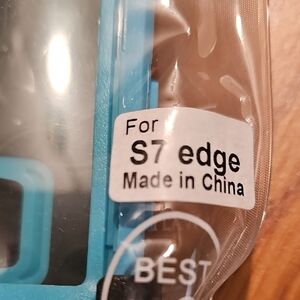 For
S7 edge
Made in China
BEST